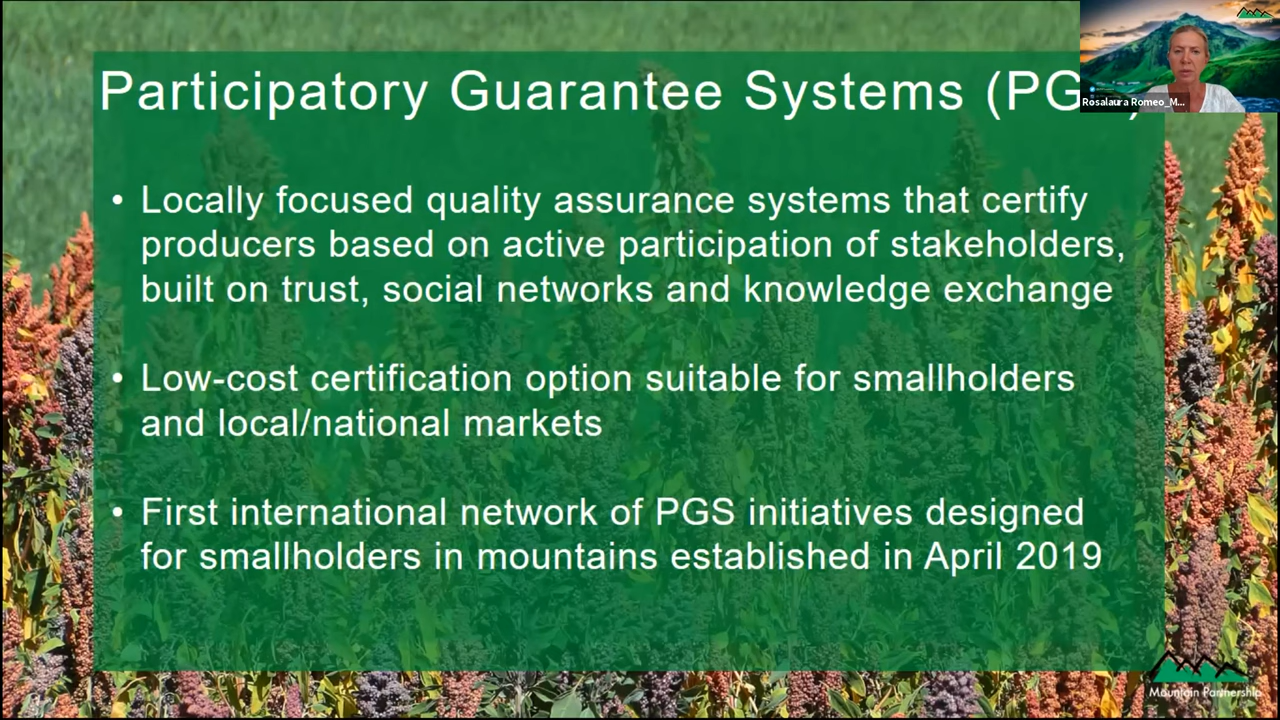 Participatory Guarantee Systems (PG
Rosalaura Romeo_M...
• Locally focused quality assurance systems that certify
producers based on active participation of stakeholders,
built on trust, social networks and knowledge exchange
• Low-cost certification option suitable for smallholders
and local/national markets
• First international network of PGS initiatives designed
for smallholders in mountains established in April 2019
Mountain Partnership